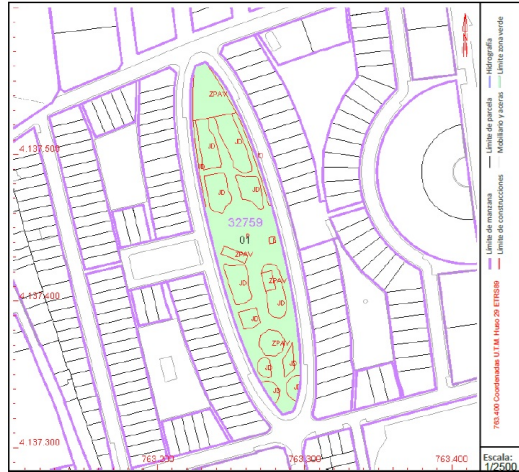 ZPAV
4.137,500
JD
JD
JD
JD
JD
JD
32759
01
ZPAV
4.137,400
JD
JD
JD
ZPAV
JD
JD
JD
4.137,300
763.200
763.300
763.400
Límite de manzana
Límite de parcela
Hidrografía
Límite de construcciones
Mobiliario y aceras
Límite zona verde
763.400 Coordenadas U.T.M. Huso 29 ETRS89
Escala:
1/2500